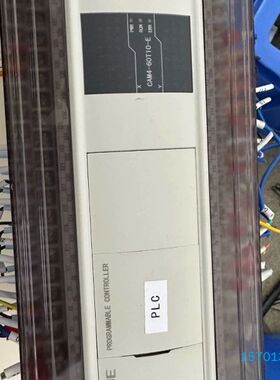 PWR
RUN
ERR
X
Y
CAM4-60T10-E
PROGRAMMABLE CONTROLLER
PLC